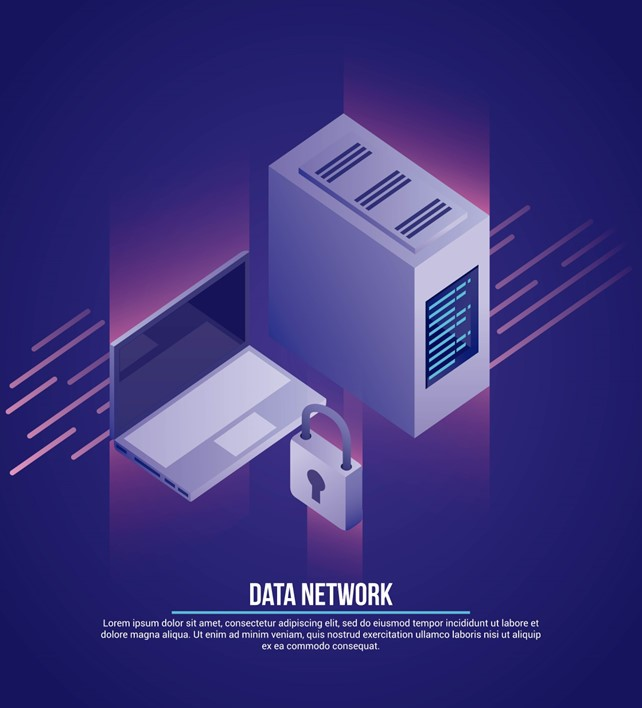 DATA NETWORK
Lorem ipsum dolor sit amet, consectetur adipiscing elit, sed do eiusmod tempor incididunt ut labore et
dolore magna aliqua. Ut enim ad minim veniam, quis nostrud exercitation ullamco laboris nisi ut aliquip
ex ea commodo consequat.